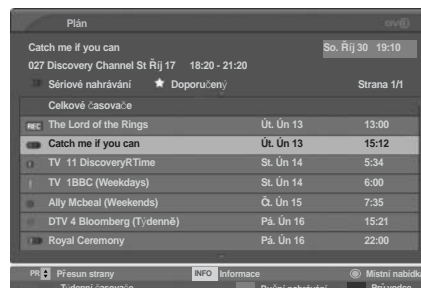 Plán
Catch me if you can So. Říj 30 19:10
027 Discovery Channel St Říj 17 18:20 - 21:20
Sériové nahrávání Doporučený Strana 1/1
Celkové časovače
REC The Lord of the Rings Út. Ún 13 13:00
Catch me if you can Út. Ún 13 15:12
TV 11 DiscoveryRTime St. Ún 14 5:34
TV 1BBC (Weekdays) St. Ún 14 6:00
Ally Mcbeal (Weekends) Čt. Ún 15 7:35
DTV 4 Bloomberg (Týdenně) Pá. Ún 16 15:21
Royal Ceremony Pá. Ún 16 22:00
PR Přesun strany INFO Informace Místní nabídk
Týdenní časovače Ruční nahrávání Průvodce